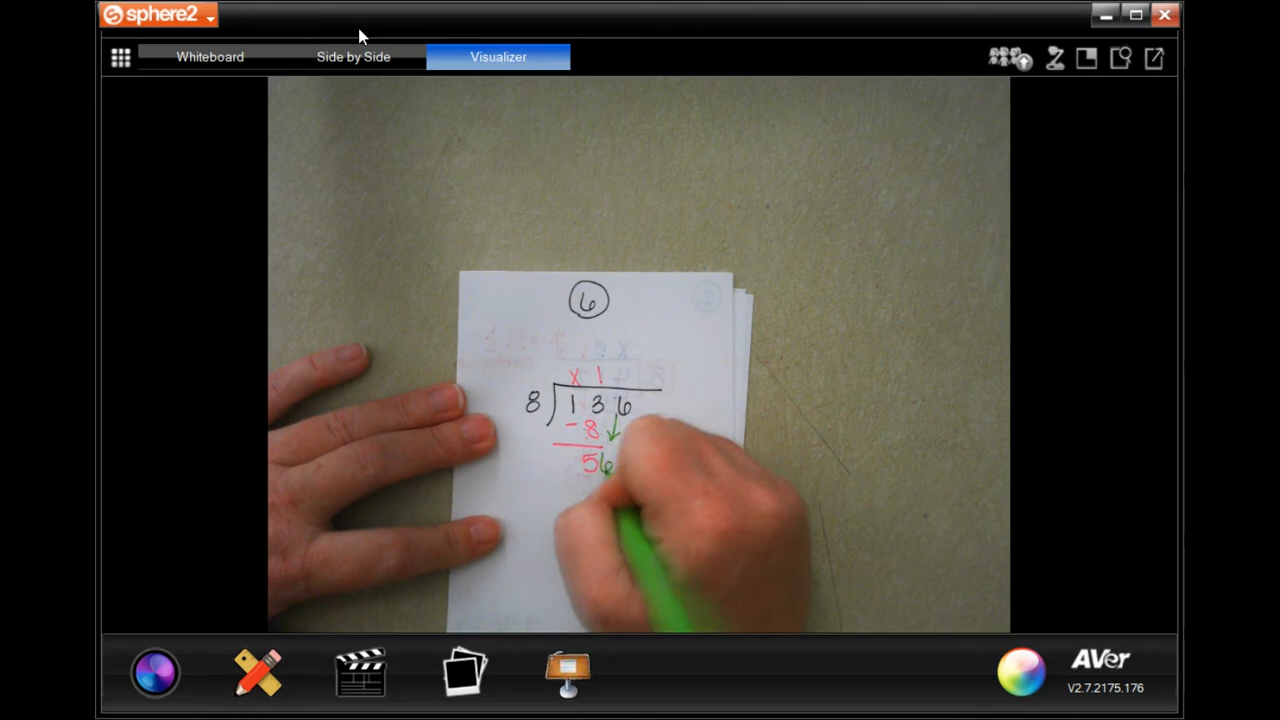 sphere2
Whiteboard Side by Side Visualizer
6
X 1
8 136
- 8
56
AVer
V2.7.2175.176